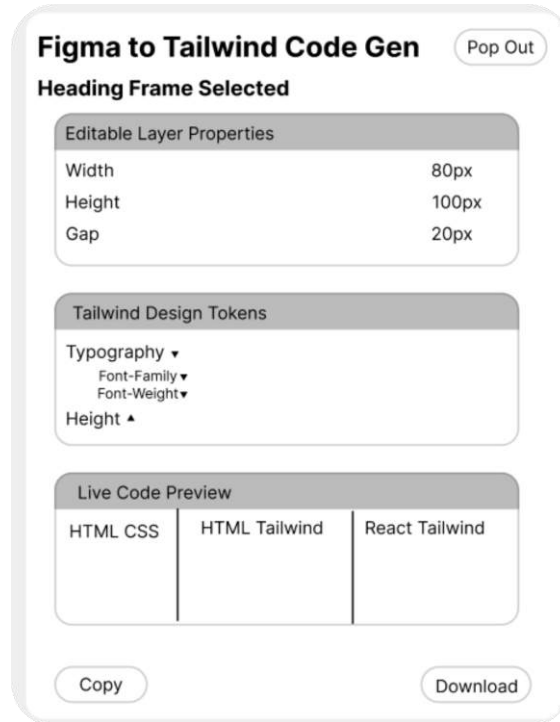 Figma to Tailwind Code Gen
Pop Out
Heading Frame Selected
Editable Layer Properties
Width 80px
Height 100px
Gap 20px
Tailwind Design Tokens
Typography ▾
Font-Family ▾
Font-Weight ▾
Height ▴
Live Code Preview
HTML CSS
HTML Tailwind
React Tailwind
Copy
Download